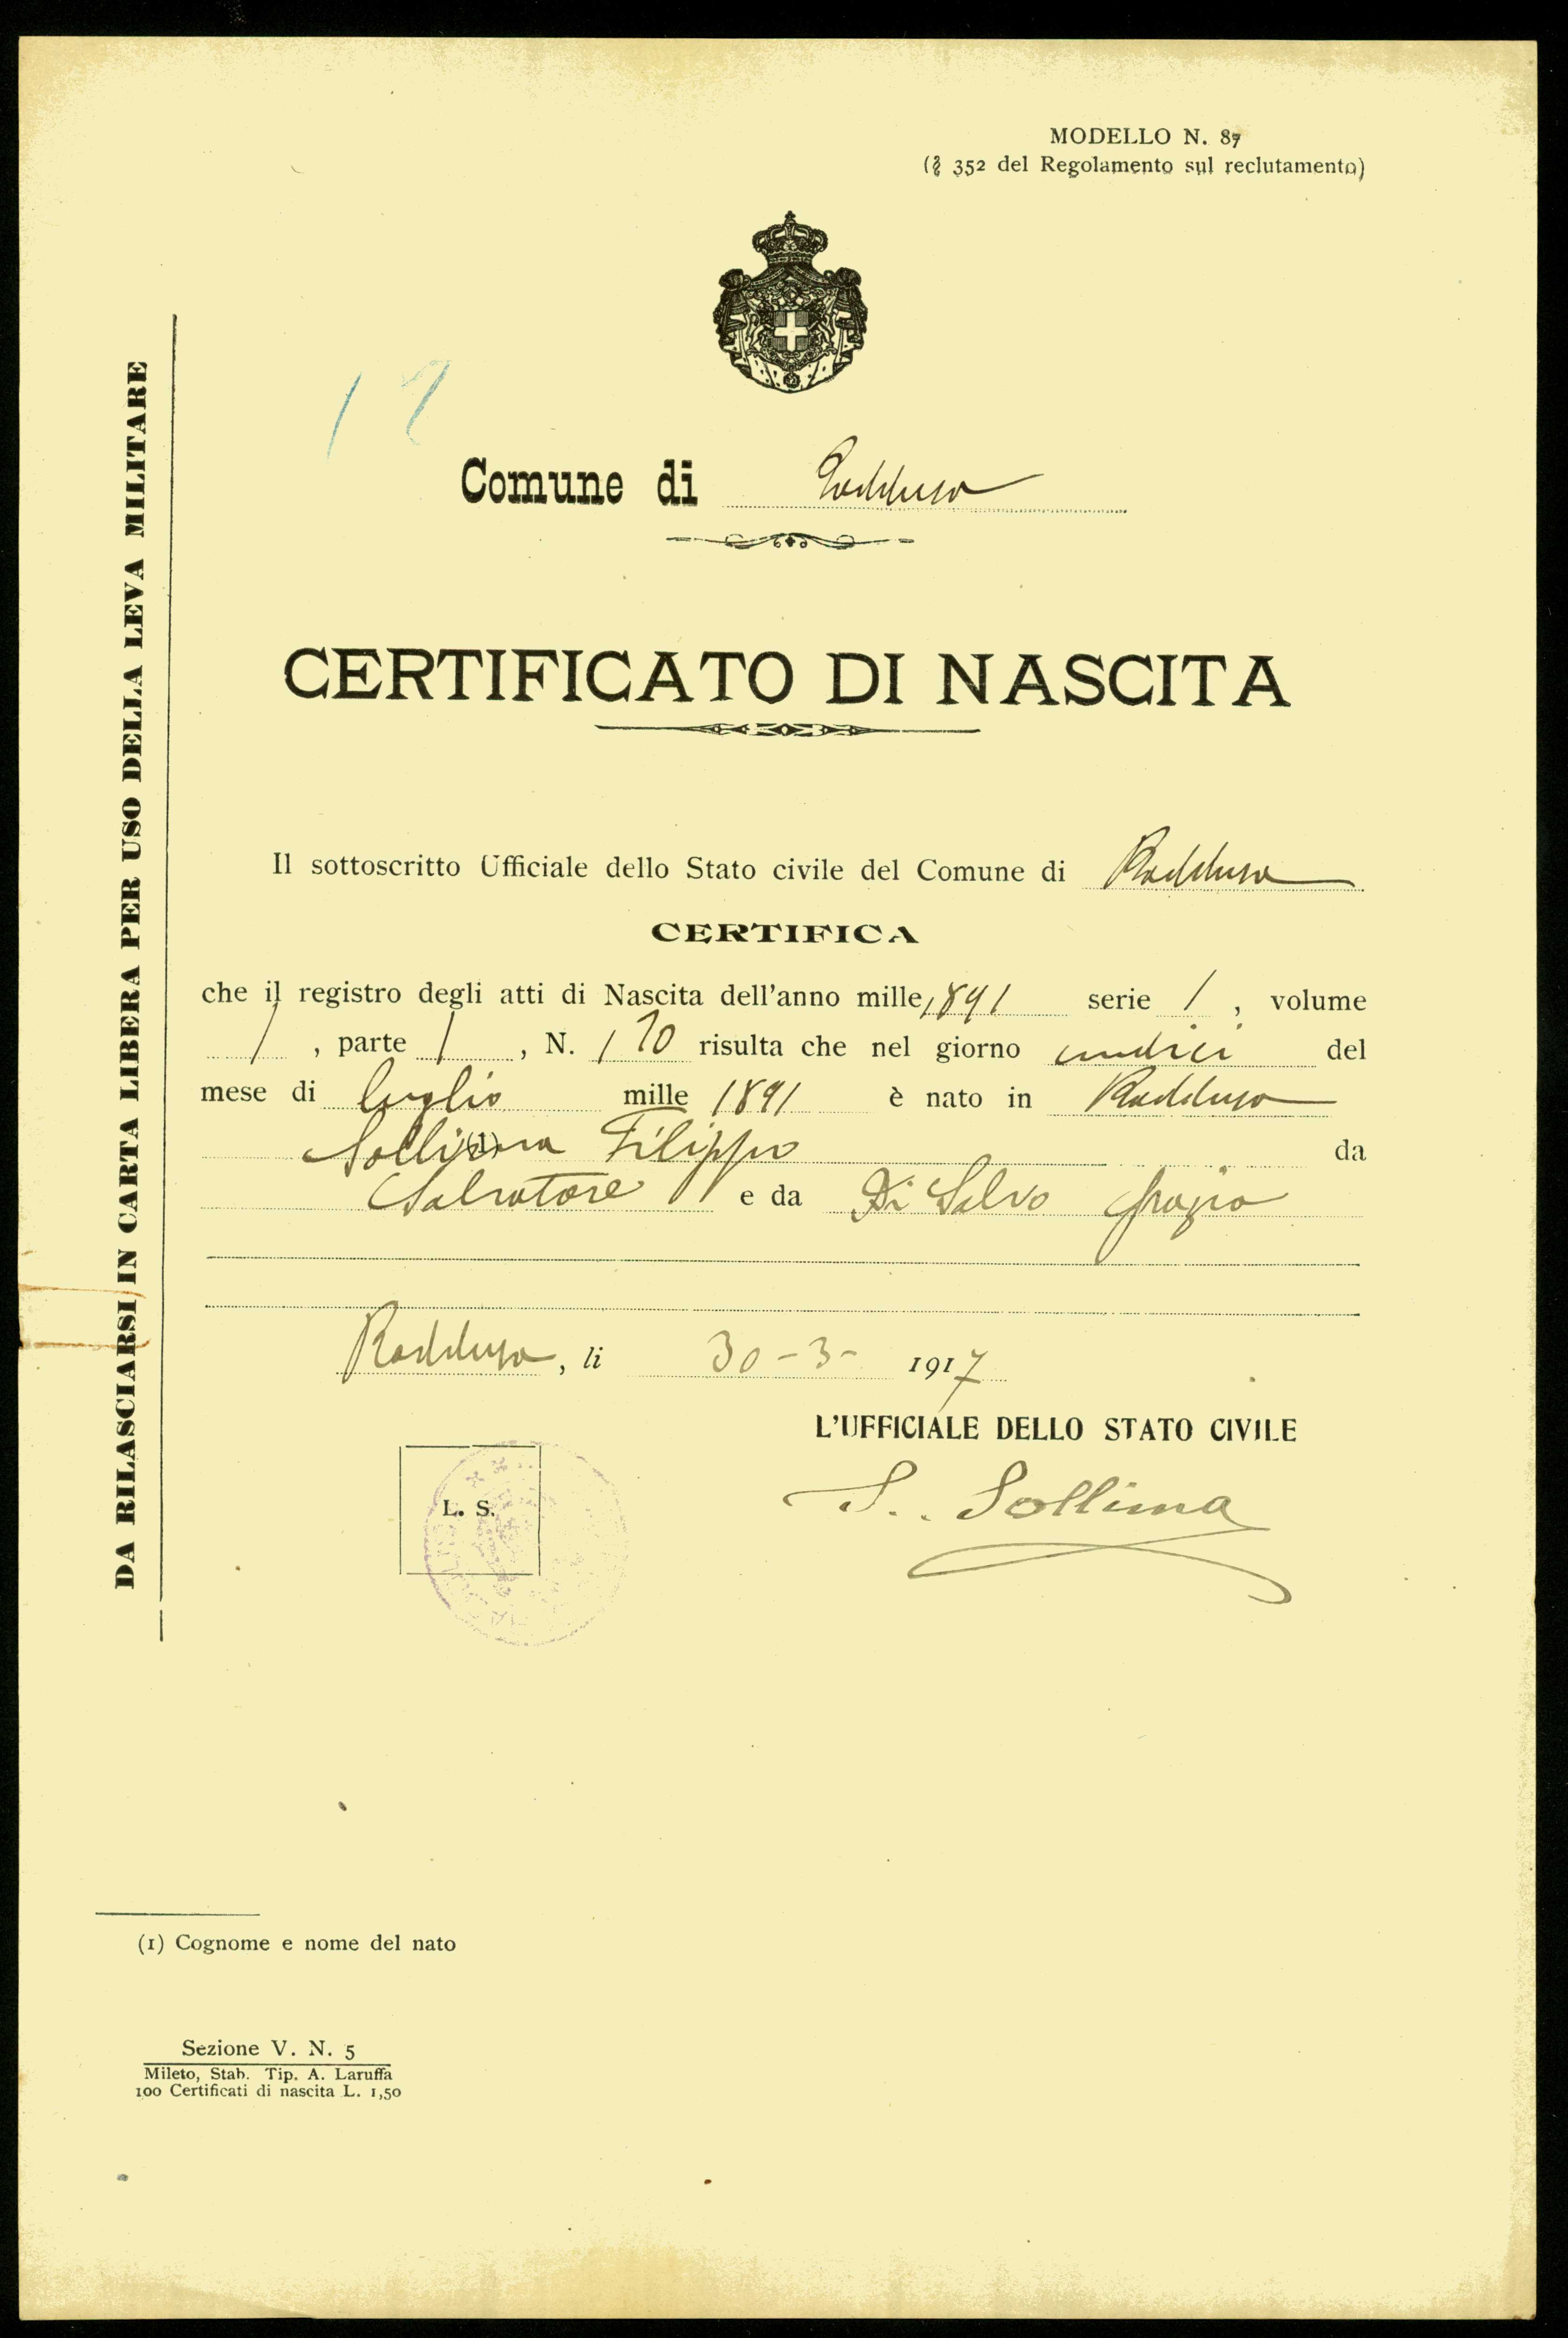 MODELLO N. 87
(§ 352 del Regolamento sul reclutamento)
Comune di Raddusa
CERTIFICATO DI NASCITA
Il sottoscritto Ufficiale dello Stato civile del Comune di Raddusa
CERTIFICA
che il registro degli atti di Nascita dell'anno mille 1891 serie 1, volume
1, parte 1, N. 170 risulta che nel giorno undici del
mese di luglio mille 1891 è nato in Raddusa
(1) Sollima Filippo da
Salvatore e da Di Salvo Grazia
Raddusa, li 30-3- 1917
L'UFFICIALE DELLO STATO CIVILE
S. Sollima
L. S.
(1) Cognome e nome del nato
Sezione V. N. 5
Mileto, Stab. Tip. A. Laruffa
100 Certificati di nascita L. 1,50
DA RILASCIARSI IN CARTA LIBERA PER USO DELLA LEVA MILITARE